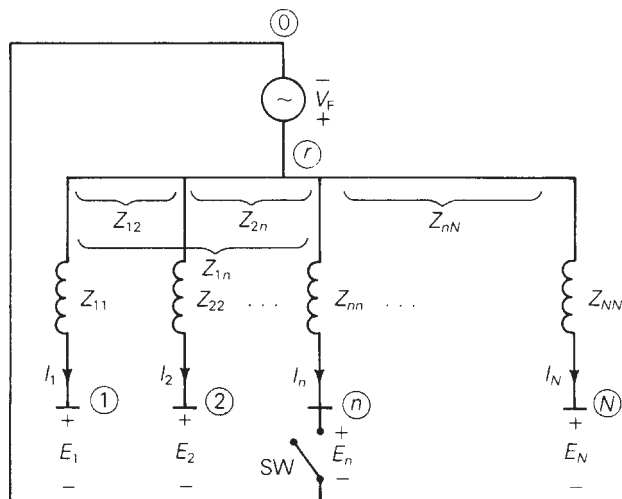 0
−
~ V_F
+
r
Z_12 Z_2n Z_nN
Z_1n
Z_11 Z_22 . . . Z_nn . . . Z_NN
I_1 I_2 I_n I_N
1 2 n N
+ + + +
E_1 E_2 SW E_n E_N
− − − −